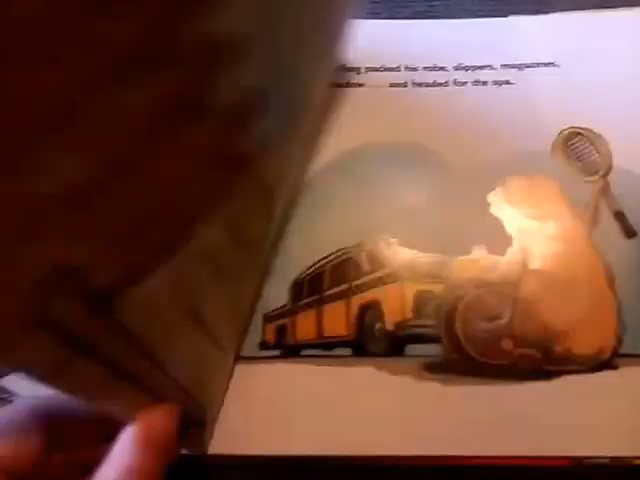 packed his robe, slippers, magazines,
and headed for the spa.